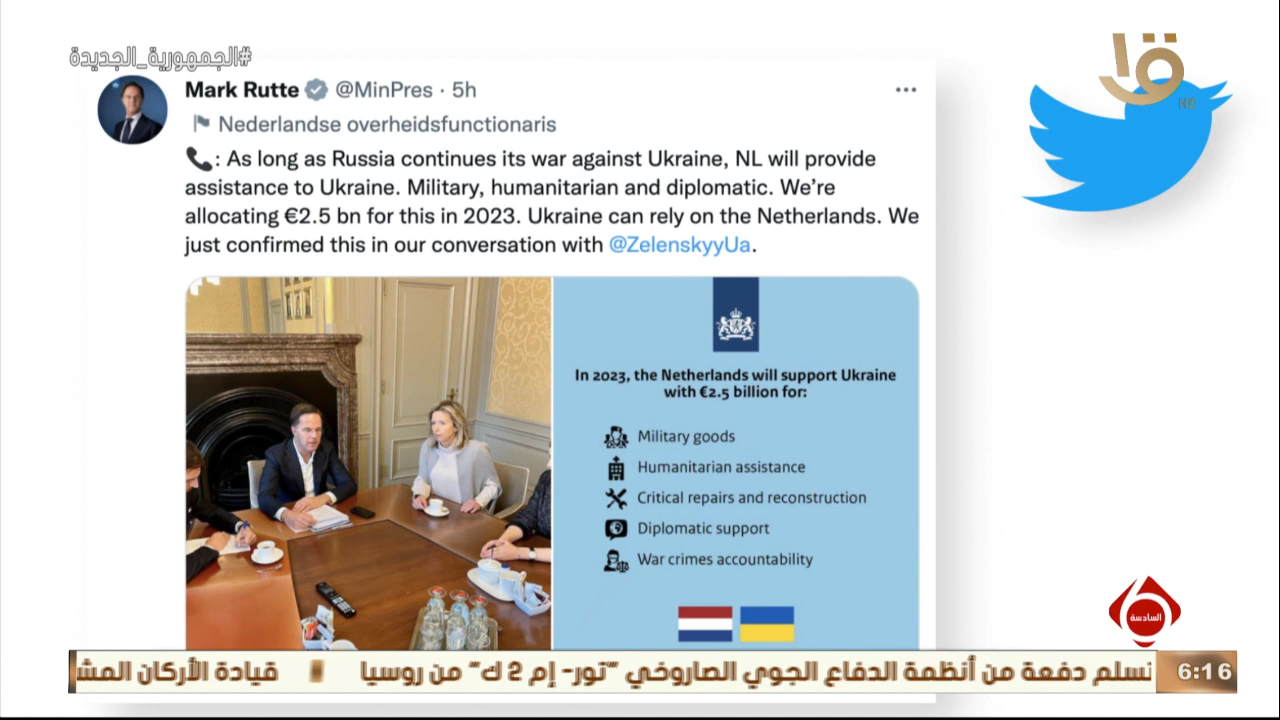 #الجمهورية_الجديدة
Mark Rutte @MinPres · 5h
Nederlandse overheidsfunctionaris
📞: As long as Russia continues its war against Ukraine, NL will provide
assistance to Ukraine. Military, humanitarian and diplomatic. We're
allocating €2.5 bn for this in 2023. Ukraine can rely on the Netherlands. We
just confirmed this in our conversation with @ZelenskyyUa.
In 2023, the Netherlands will support Ukraine
with €2.5 billion for:
Military goods
Humanitarian assistance
Critical repairs and reconstruction
Diplomatic support
War crimes accountability
HD
السادسة
تسلم دفعة من أنظمة الدفاع الجوي الصاروخي "تور- إم 2 ك" من روسيا
قيادة الأركان المش
6:16